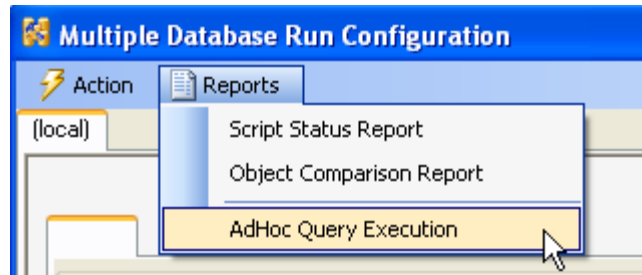 Multiple Database Run Configuration
Action Reports
(local)
Script Status Report
Object Comparison Report
AdHoc Query Execution